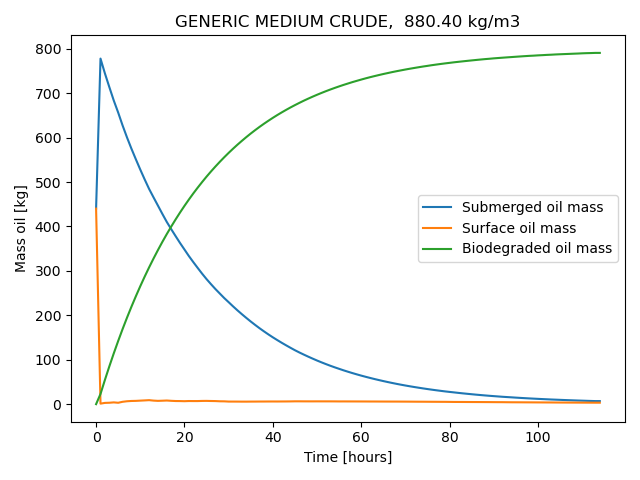 GENERIC MEDIUM CRUDE,  880.40 kg/m3
Mass oil [kg]
800
700
600
500
400
300
200
100
0
Submerged oil mass
Surface oil mass
Biodegraded oil mass
0 20 40 60 80 100
Time [hours]